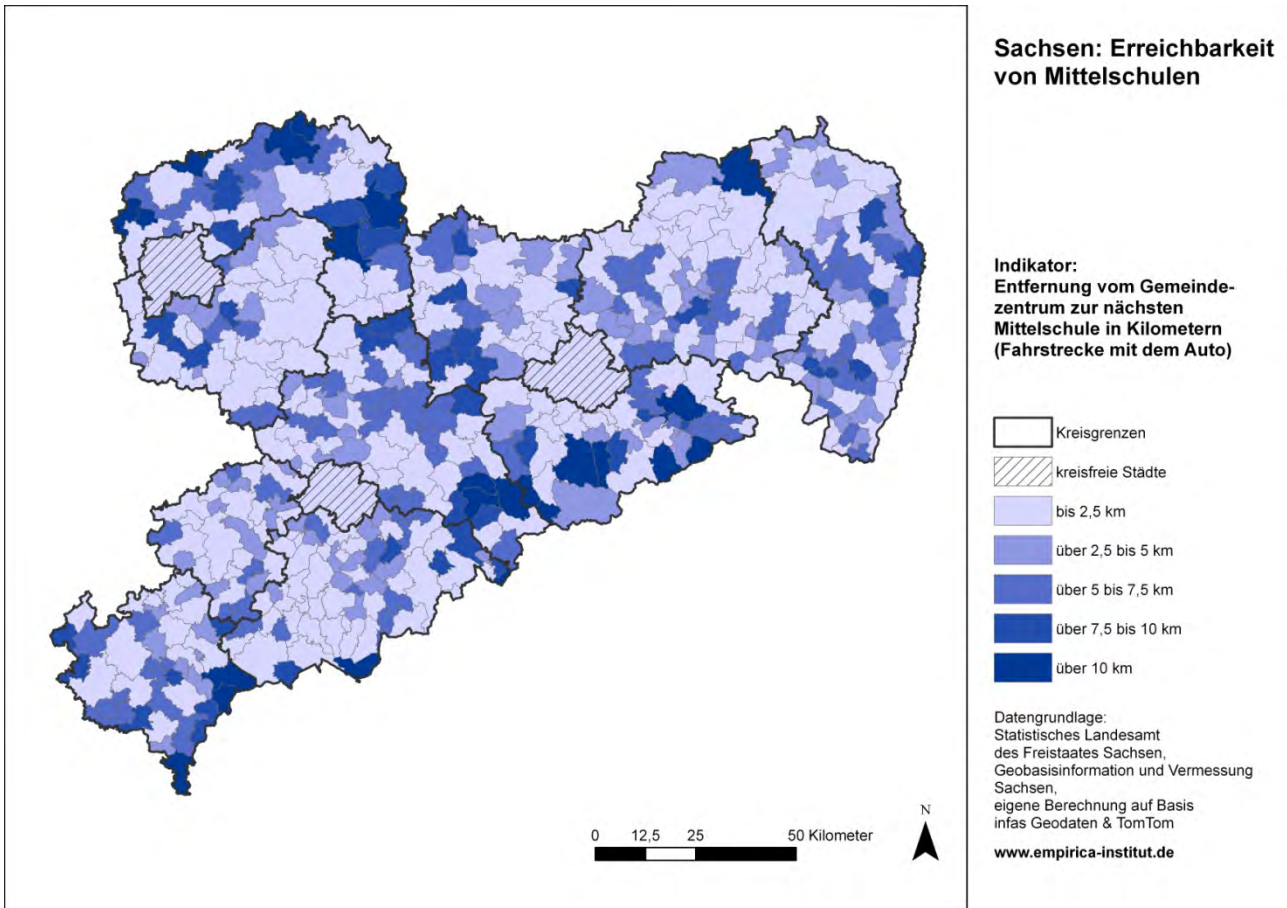 Sachsen: Erreichbarkeit
von Mittelschulen
Indikator:
Entfernung vom Gemeinde-
zentrum zur nächsten
Mittelschule in Kilometern
(Fahrstrecke mit dem Auto)
Kreisgrenzen
kreisfreie Städte
bis 2,5 km
über 2,5 bis 5 km
über 5 bis 7,5 km
über 7,5 bis 10 km
über 10 km
Datengrundlage:
Statistisches Landesamt
des Freistaates Sachsen,
Geobasisinformation und Vermessung
Sachsen,
eigene Berechnung auf Basis
infas Geodaten & TomTom
www.empirica-institut.de
N
0 12,5 25 50 Kilometer